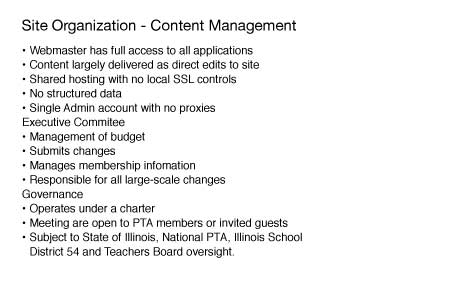 Site Organization - Content Management
• Webmaster has full access to all applications
• Content largely delivered as direct edits to site
• Shared hosting with no local SSL controls
• No structured data
• Single Admin account with no proxies
Executive Commitee
• Management of budget
• Submits changes
• Manages membership infomation
• Responsible for all large-scale changes
Governance
• Operates under a charter
• Meeting are open to PTA members or invited guests
• Subject to State of Illinois, National PTA, Illinois School
District 54 and Teachers Board oversight.